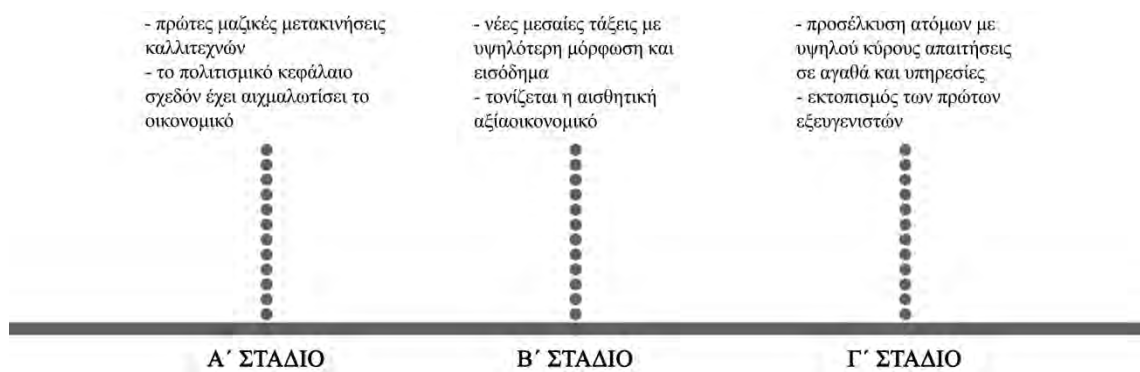 - πρώτες μαζικές μετακινήσεις
καλλιτεχνών
- το πολιτισμικό κεφάλαιο
σχεδόν έχει αιχμαλωτίσει το
οικονομικό
- νέες μεσαίες τάξεις με
υψηλότερη μόρφωση και
εισόδημα
- τονίζεται η αισθητική
αξίαοικονομικό
- προσέλκυση ατόμων με
υψηλού κύρους απαιτήσεις
σε αγαθά και υπηρεσίες
- εκτοπισμός των πρώτων
εξευγενιστών
Α΄ ΣΤΑΔΙΟ
Β΄ ΣΤΑΔΙΟ
Γ΄ ΣΤΑΔΙΟ